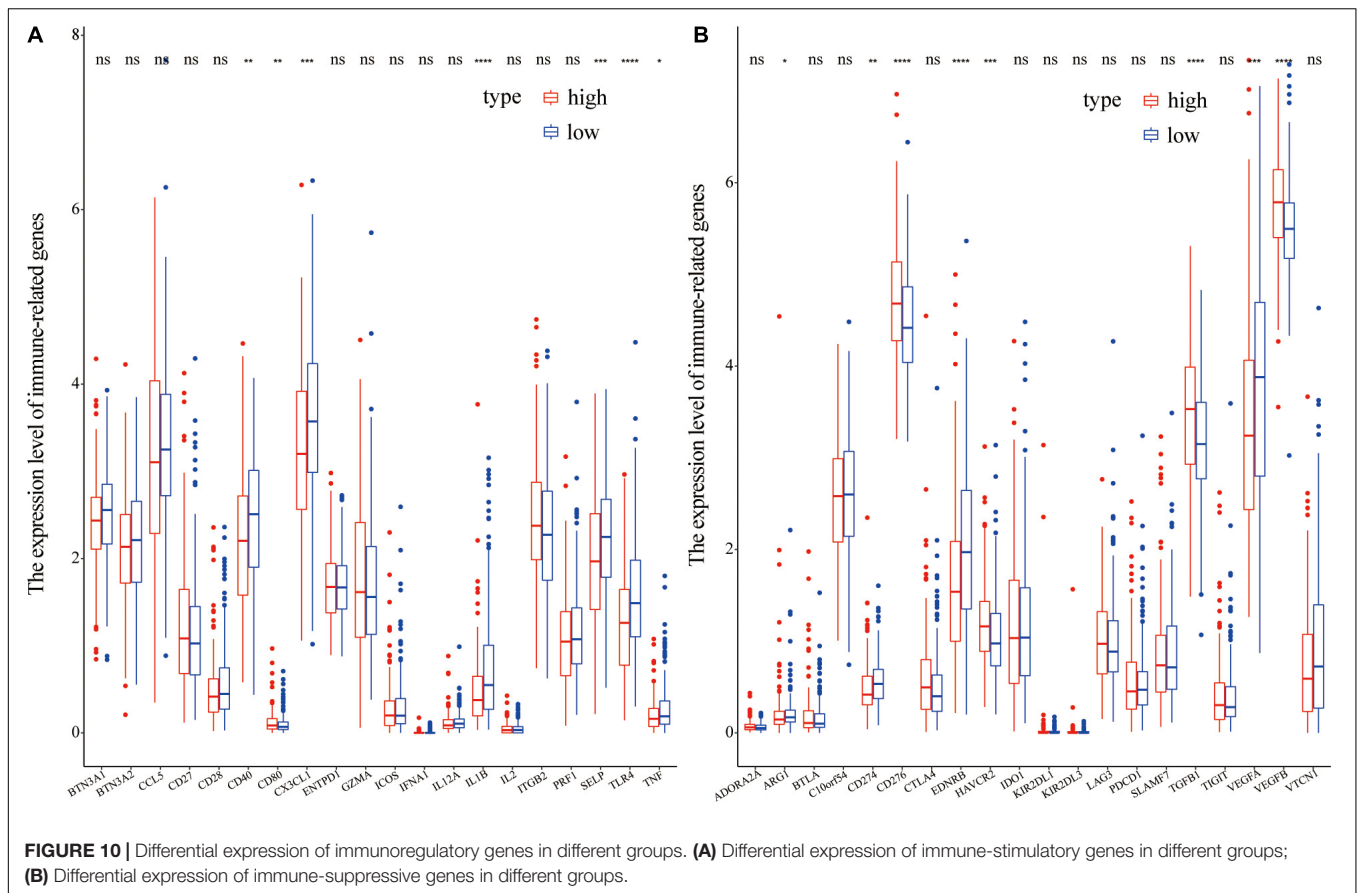 A
8
6
4
2
0
The expression level of immune-related genes
ns ns ns ns ns ** ** *** ns ns ns ns ns **** ns ns ns *** **** *
type high
low
BTN3A1 BTN3A2 CCL5 CD27 CD28 CD40 CD80 CX3CL1 ENTPD1 GZMA ICOS IFNA1 IL12A IL1B IL2 ITGB2 PRF1 SELP TLR4 TNF
B
6
4
2
0
The expression level of immune-related genes
ns * ns ns ** **** ns **** *** ns ns ns ns ns ns **** ns **** **** ns
type high
low
ADORA2A ARG1 BTLA C10orf54 CD274 CD276 CTLA4 EDNRB HAVCR2 IDO1 KIR2DL1 KIR2DL3 LAG3 PDCD1 SLAMF7 TGFB1 TIGIT VEGFA VEGFB VTCN1
FIGURE 10 | Differential expression of immunoregulatory genes in different groups. (A) Differential expression of immune-stimulatory genes in different groups;
(B) Differential expression of immune-suppressive genes in different groups.